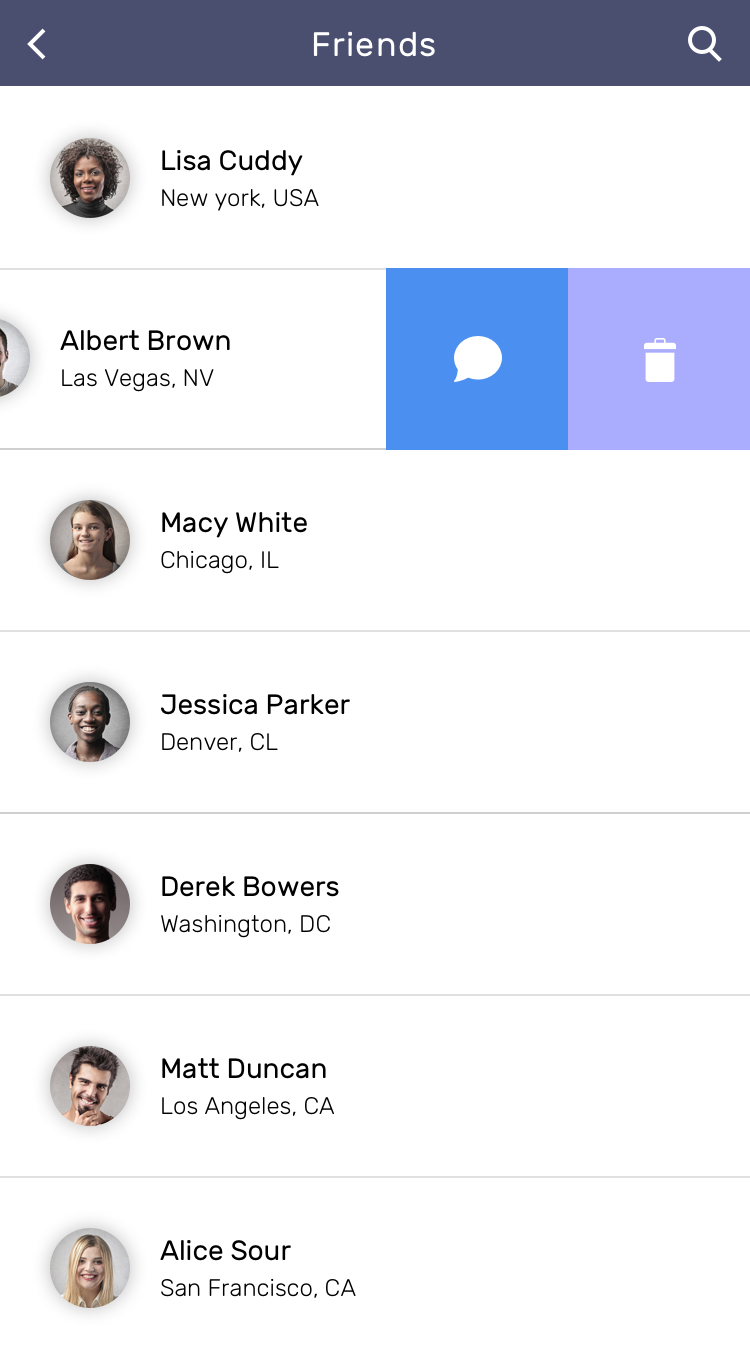 Friends
Lisa Cuddy
New york, USA
Albert Brown
Las Vegas, NV
Macy White
Chicago, IL
Jessica Parker
Denver, CL
Derek Bowers
Washington, DC
Matt Duncan
Los Angeles, CA
Alice Sour
San Francisco, CA